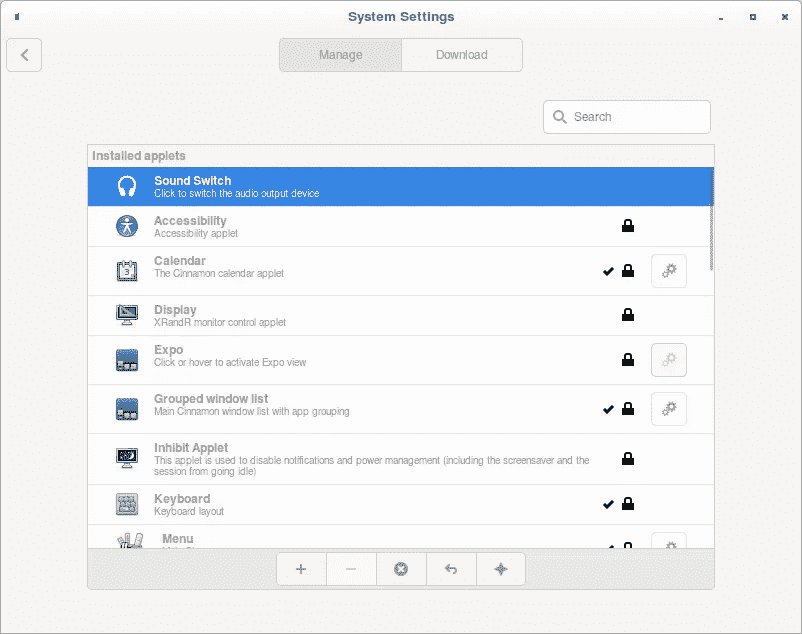 System Settings
Manage
Download
Search
Installed applets
Sound Switch
Click to switch the audio output device
Accessibility
Accessibility applet
3
Calendar
The Cinnamon calendar applet
Display
XRandR monitor control applet
Expo
Click or hover to activate Expo view
Grouped window list
Main Cinnamon window list with app grouping
Inhibit Applet
This applet is used to disable notifications and power management (including the screensaver and the
session from going idle)
Keyboard
Keyboard layout
Menu